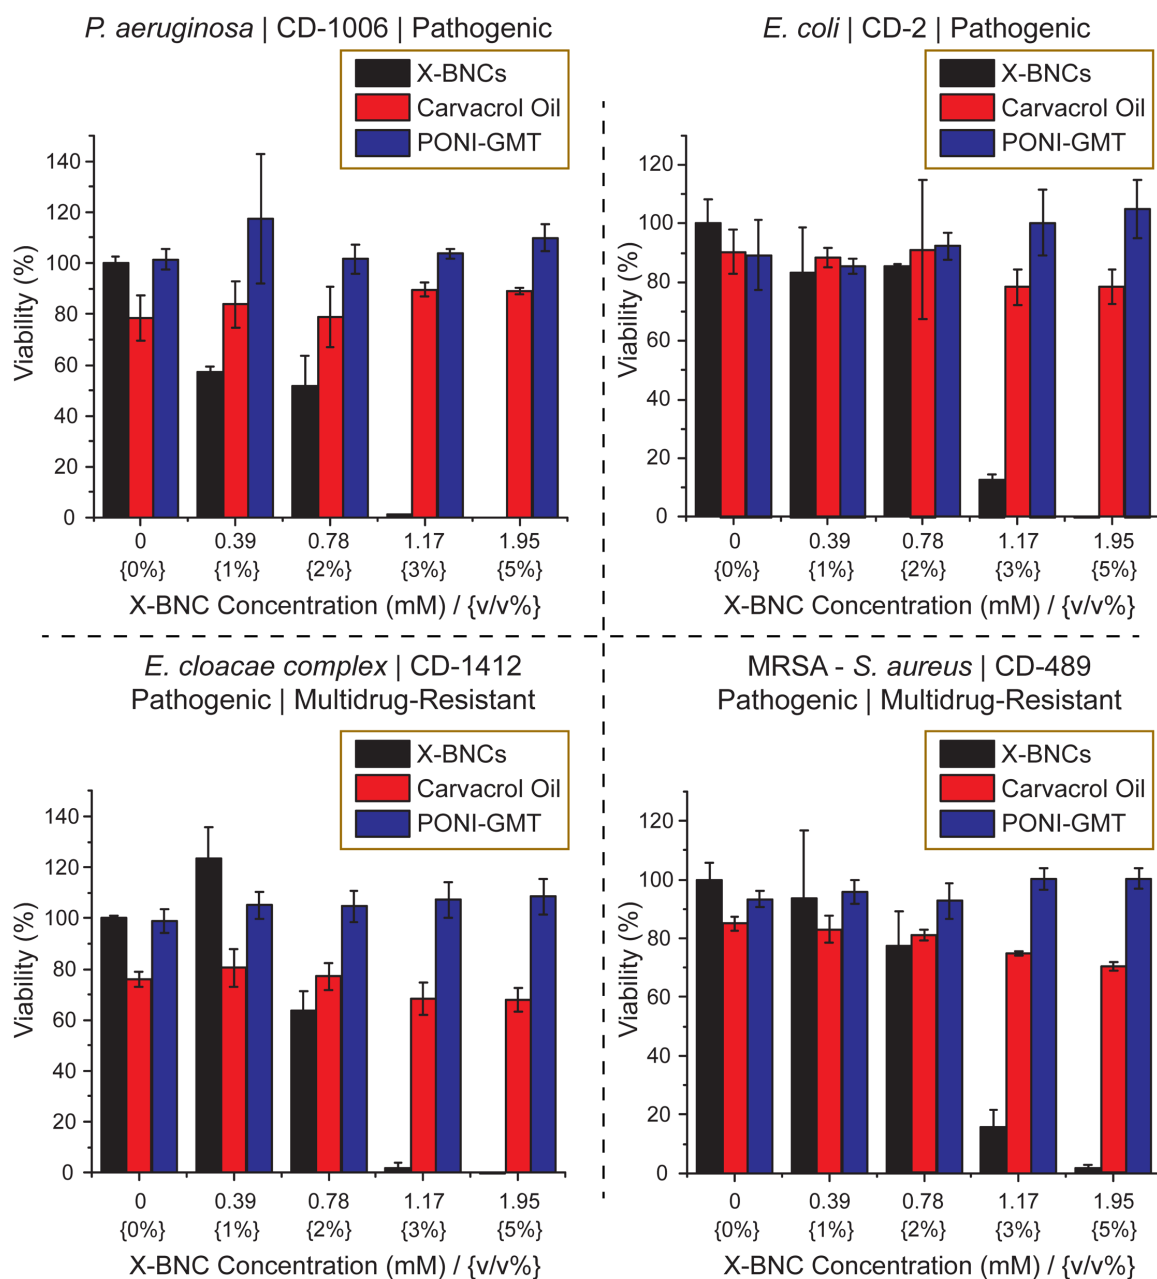 P. aeruginosa | CD-1006 | Pathogenic
X-BNCs
Carvacrol Oil
PONI-GMT
Viability (%)
140
120
100
80
60
40
20
0
0 0.39 0.78 1.17 1.95
{0%} {1%} {2%} {3%} {5%}
X-BNC Concentration (mM) / {v/v%}
E. coli | CD-2 | Pathogenic
X-BNCs
Carvacrol Oil
PONI-GMT
Viability (%)
120
100
80
60
40
20
0
0 0.39 0.78 1.17 1.95
{0%} {1%} {2%} {3%} {5%}
X-BNC Concentration (mM) / {v/v%}
E. cloacae complex | CD-1412
Pathogenic | Multidrug-Resistant
X-BNCs
Carvacrol Oil
PONI-GMT
Viability (%)
140
120
100
80
60
40
20
0
0 0.39 0.78 1.17 1.95
{0%} {1%} {2%} {3%} {5%}
X-BNC Concentration (mM) / {v/v%}
MRSA - S. aureus | CD-489
Pathogenic | Multidrug-Resistant
X-BNCs
Carvacrol Oil
PONI-GMT
Viability (%)
120
100
80
60
40
20
0
0 0.39 0.78 1.17 1.95
{0%} {1%} {2%} {3%} {5%}
X-BNC Concentration (mM) / {v/v%}